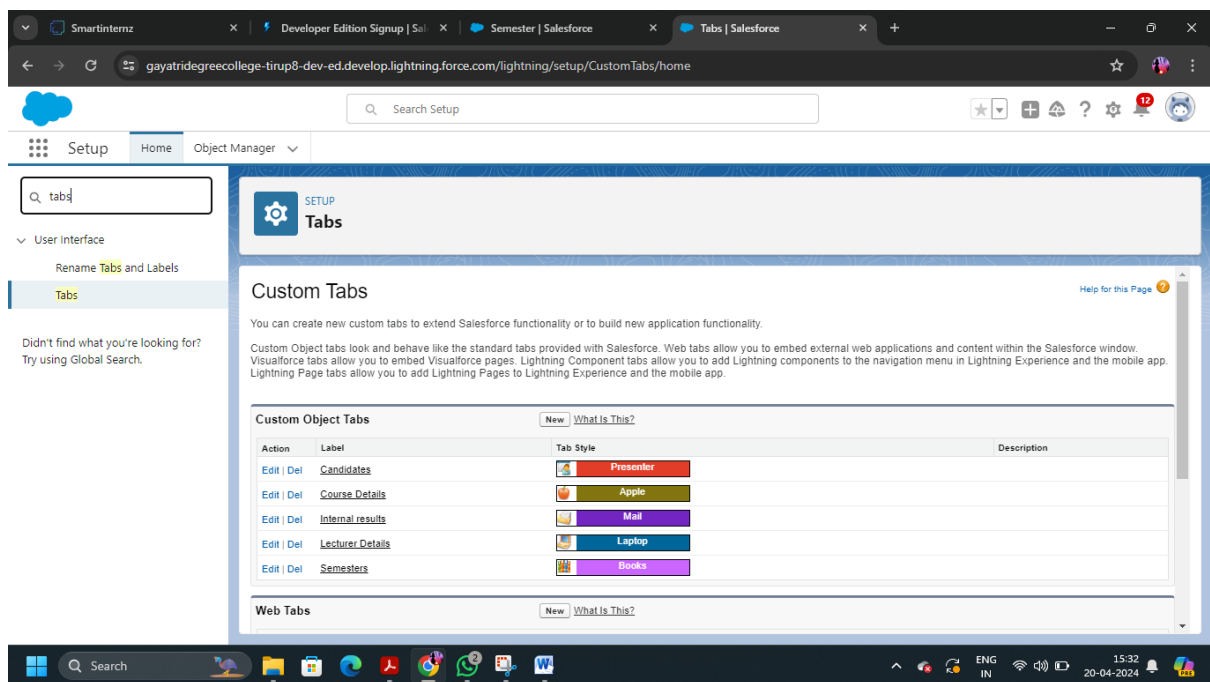 Smartinternz
Developer Edition Signup | Sal
Semester | Salesforce
Tabs | Salesforce
gayatridegreecollege-tirup8-dev-ed.develop.lightning.force.com/lightning/setup/CustomTabs/home
Search Setup
12
Setup
Home
Object Manager
tabs
User Interface
Rename Tabs and Labels
Tabs
Didn't find what you're looking for?
Try using Global Search.
SETUP
Tabs
Custom Tabs
Help for this Page
You can create new custom tabs to extend Salesforce functionality or to build new application functionality.
Custom Object tabs look and behave like the standard tabs provided with Salesforce. Web tabs allow you to embed external web applications and content within the Salesforce window.
Visualforce tabs allow you to embed Visualforce pages. Lightning Component tabs allow you to add Lightning components to the navigation menu in Lightning Experience and the mobile app.
Lightning Page tabs allow you to add Lightning Pages to Lightning Experience and the mobile app.
Custom Object Tabs New What Is This?
Action Label Tab Style Description
Edit | Del Candidates Presenter
Edit | Del Course Details Apple
Edit | Del Internal results Mail
Edit | Del Lecturer Details Laptop
Edit | Del Semesters Books
Web Tabs New What Is This?
Search
2
ENG
IN
15:32
20-04-2024
PRE